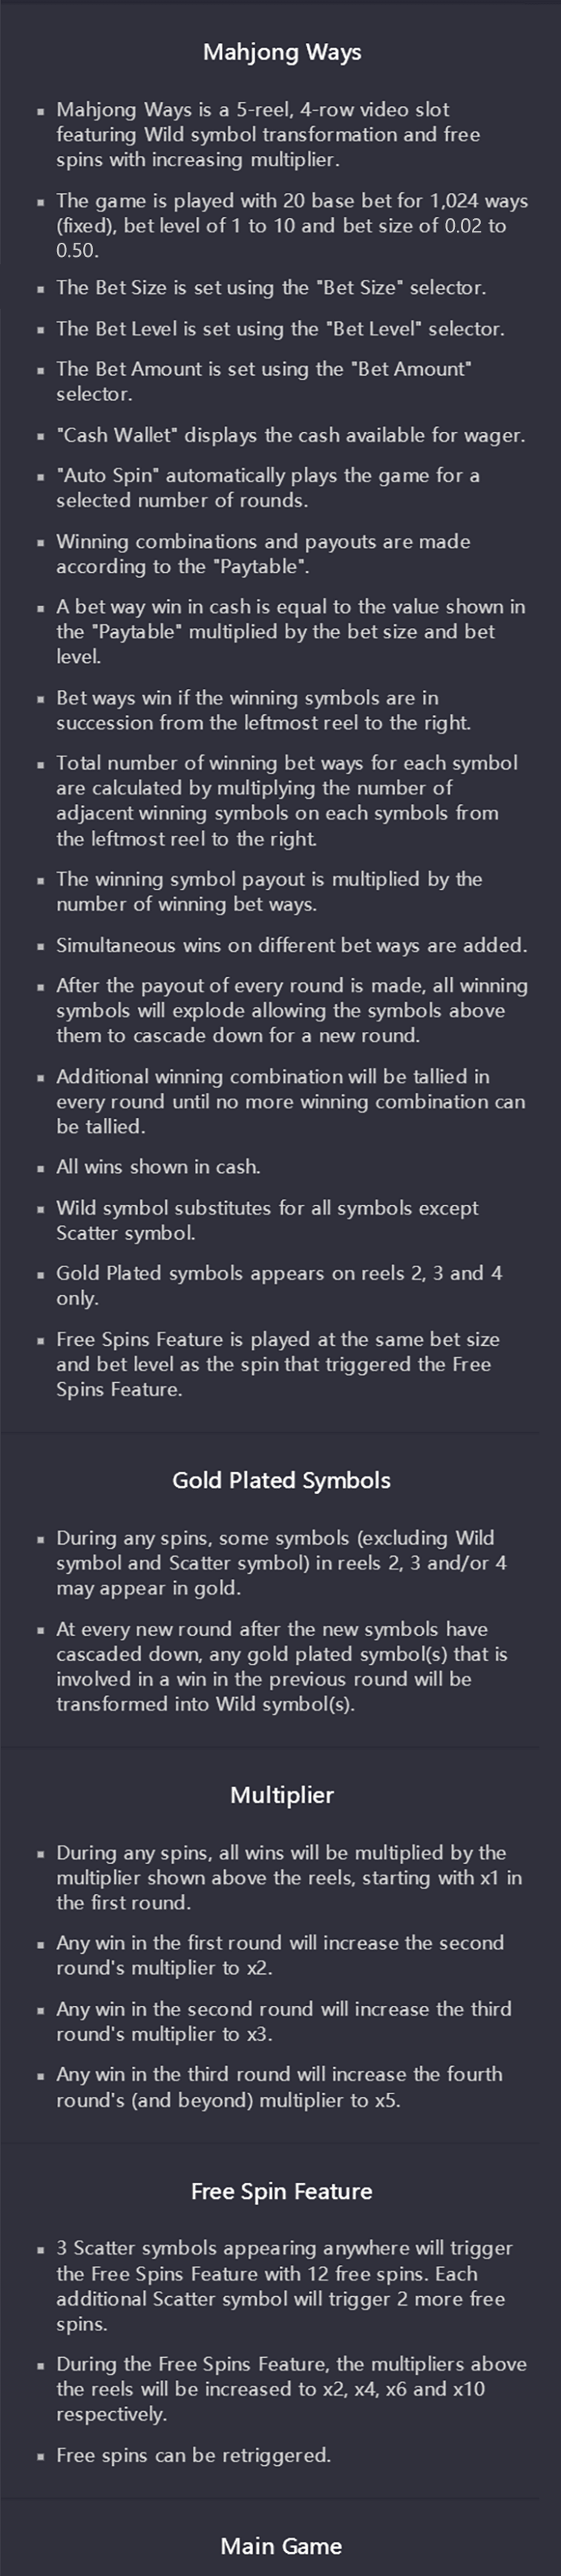 Mahjong Ways
▪ Mahjong Ways is a 5-reel, 4-row video slot
featuring Wild symbol transformation and free
spins with increasing multiplier.
▪ The game is played with 20 base bet for 1,024 ways
(fixed), bet level of 1 to 10 and bet size of 0.02 to
0.50.
▪ The Bet Size is set using the "Bet Size" selector.
▪ The Bet Level is set using the "Bet Level" selector.
▪ The Bet Amount is set using the "Bet Amount"
selector.
▪ "Cash Wallet" displays the cash available for wager.
▪ "Auto Spin" automatically plays the game for a
selected number of rounds.
▪ Winning combinations and payouts are made
according to the "Paytable".
▪ A bet way win in cash is equal to the value shown in
the "Paytable" multiplied by the bet size and bet
level.
▪ Bet ways win if the winning symbols are in
succession from the leftmost reel to the right.
▪ Total number of winning bet ways for each symbol
are calculated by multiplying the number of
adjacent winning symbols on each symbols from
the leftmost reel to the right.
▪ The winning symbol payout is multiplied by the
number of winning bet ways.
▪ Simultaneous wins on different bet ways are added.
▪ After the payout of every round is made, all winning
symbols will explode allowing the symbols above
them to cascade down for a new round.
▪ Additional winning combination will be tallied in
every round until no more winning combination can
be tallied.
▪ All wins shown in cash.
▪ Wild symbol substitutes for all symbols except
Scatter symbol.
▪ Gold Plated symbols appears on reels 2, 3 and 4
only.
▪ Free Spins Feature is played at the same bet size
and bet level as the spin that triggered the Free
Spins Feature.
Gold Plated Symbols
▪ During any spins, some symbols (excluding Wild
symbol and Scatter symbol) in reels 2, 3 and/or 4
may appear in gold.
▪ At every new round after the new symbols have
cascaded down, any gold plated symbol(s) that is
involved in a win in the previous round will be
transformed into Wild symbol(s).
Multiplier
▪ During any spins, all wins will be multiplied by the
multiplier shown above the reels, starting with x1 in
the first round.
▪ Any win in the first round will increase the second
round's multiplier to x2.
▪ Any win in the second round will increase the third
round's multiplier to x3.
▪ Any win in the third round will increase the fourth
round's (and beyond) multiplier to x5.
Free Spin Feature
▪ 3 Scatter symbols appearing anywhere will trigger
the Free Spins Feature with 12 free spins. Each
additional Scatter symbol will trigger 2 more free
spins.
▪ During the Free Spins Feature, the multipliers above
the reels will be increased to x2, x4, x6 and x10
respectively.
▪ Free spins can be retriggered.
Main Game